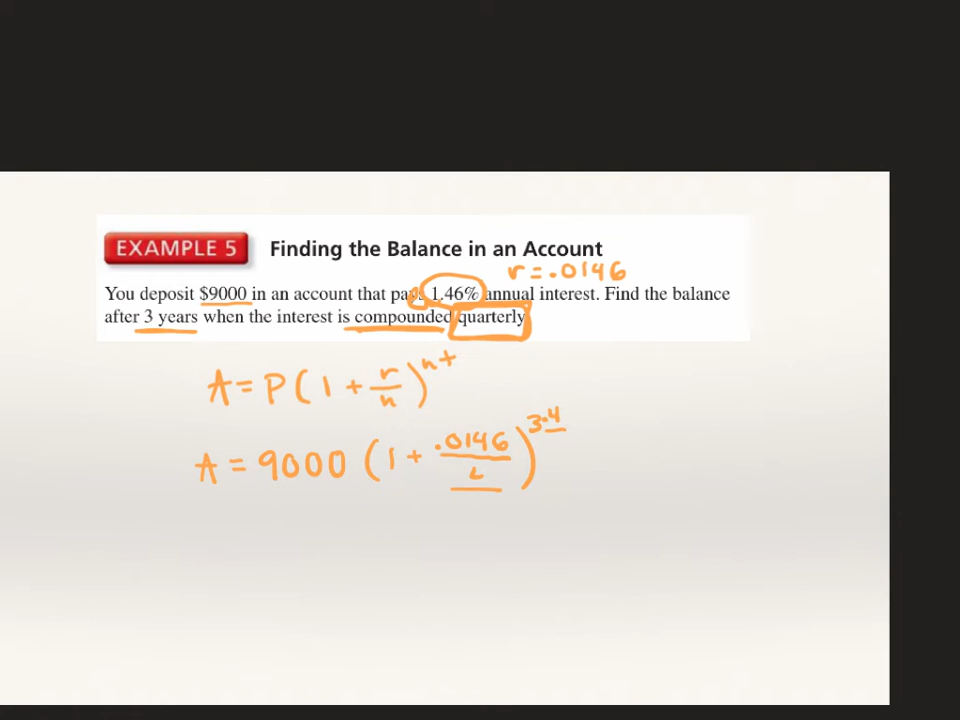 EXAMPLE 5 Finding the Balance in an Account
r = .0146
You deposit $9000 in an account that pays 1.46% annual interest. Find the balance
after 3 years when the interest is compounded quarterly.
A = P(1 + r/n)^nt
A = 9000 (1 + .0146/)^3·4